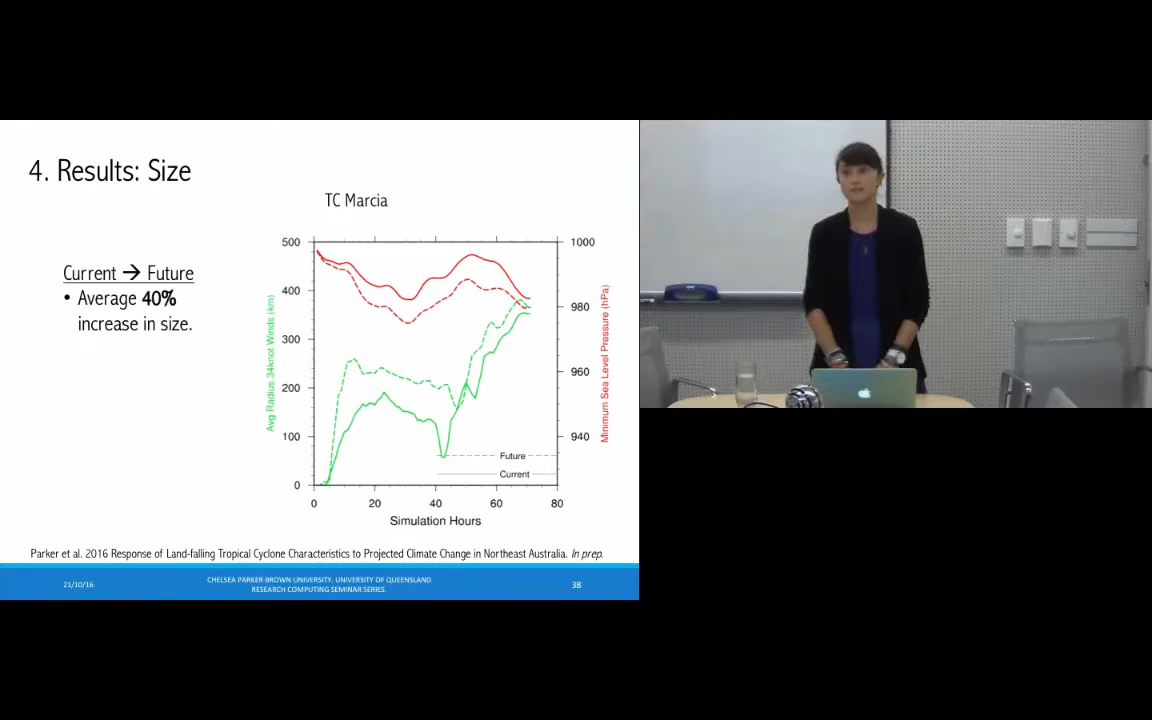 4. Results: Size
TC Marcia
Current → Future
• Average 40%
increase in size.
500
400
300
200
100
0
Avg Radius 34knot Winds (km)
1000
980
960
940
Minimum Sea Level Pressure (hPa)
Future
Current
0 20 40 60 80
Simulation Hours
Parker et al. 2016 Response of Land-falling Tropical Cyclone Characteristics to Projected Climate Change in Northeast Australia. In prep.
21/10/16
CHELSEA PARKER BROWN UNIVERSITY. UNIVERSITY OF QUEENSLAND
RESEARCH COMPUTING SEMINAR SERIES.
38